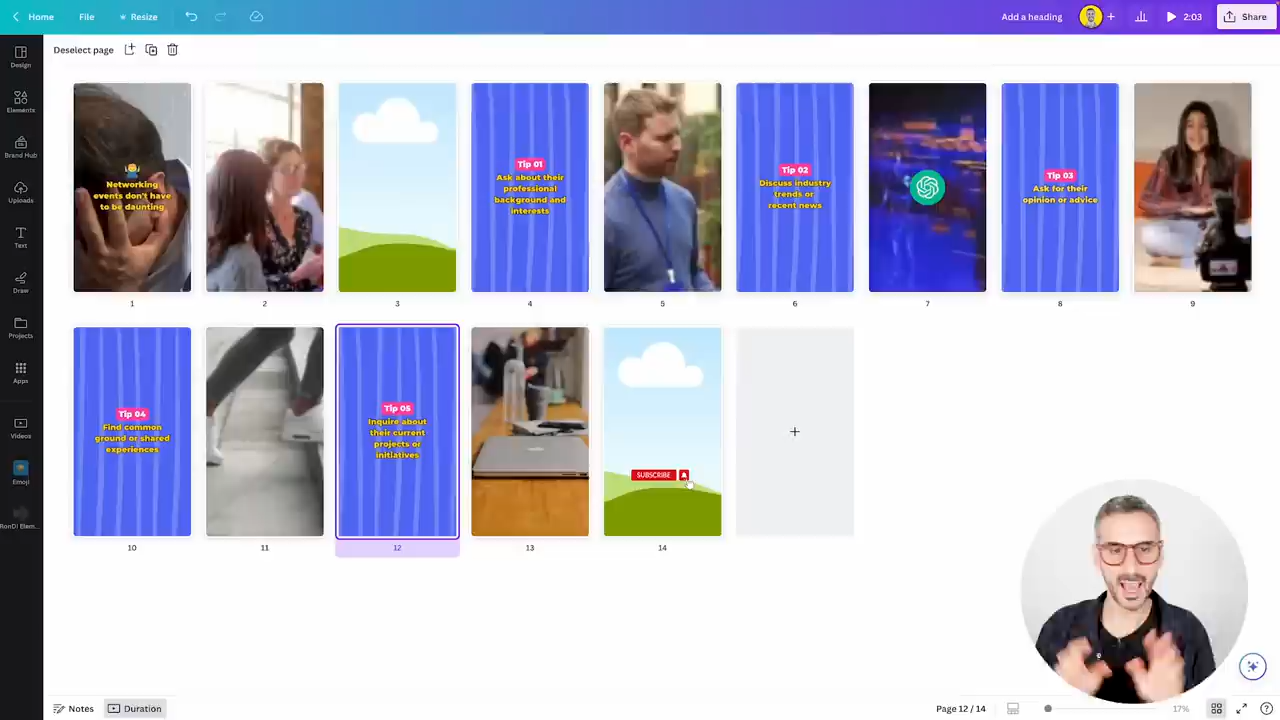 Home
File
Resize
Add a heading
2:03
Share
Deselect page
Design
Elements
Brand Hub
Uploads
Text
Draw
Projects
Apps
Videos
Emoji
RonDI Elem...
Networking
events don't have
to be daunting
1
2
3
Tip 01
Ask about their
professional
background and
interests
4
5
Tip 02
Discuss industry
trends or
recent news
6
7
Tip 03
Ask for their
opinion or advice
8
9
Tip 04
Find common
ground or shared
experiences
10
11
Tip 05
Inquire about
their current
projects or
initiatives
12
13
SUBSCRIBE
14
Notes
Duration
Page 12 / 14
17%